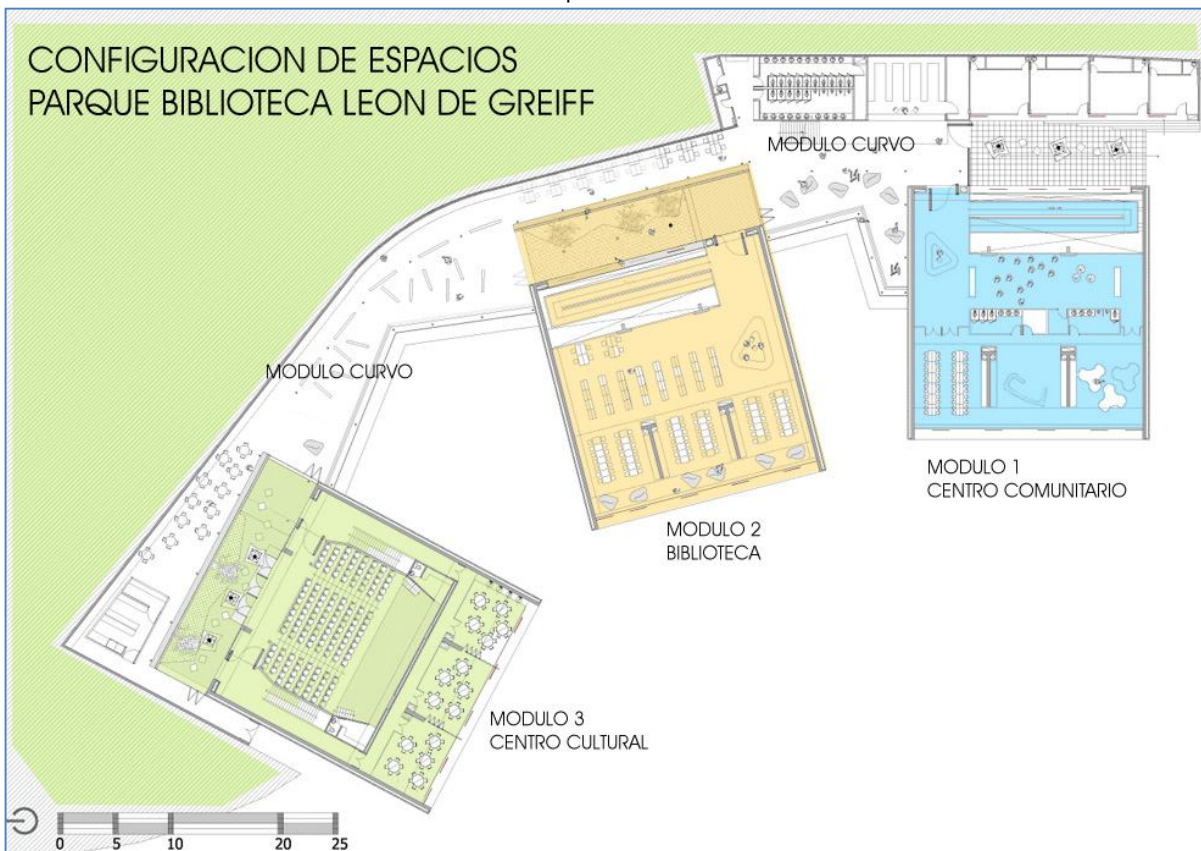 CONFIGURACION DE ESPACIOS
PARQUE BIBLIOTECA LEON DE GREIFF
MODULO CURVO
MODULO CURVO
MODULO 1
CENTRO COMUNITARIO
MODULO 2
BIBLIOTECA
MODULO 3
CENTRO CULTURAL
0 5 10 20 25